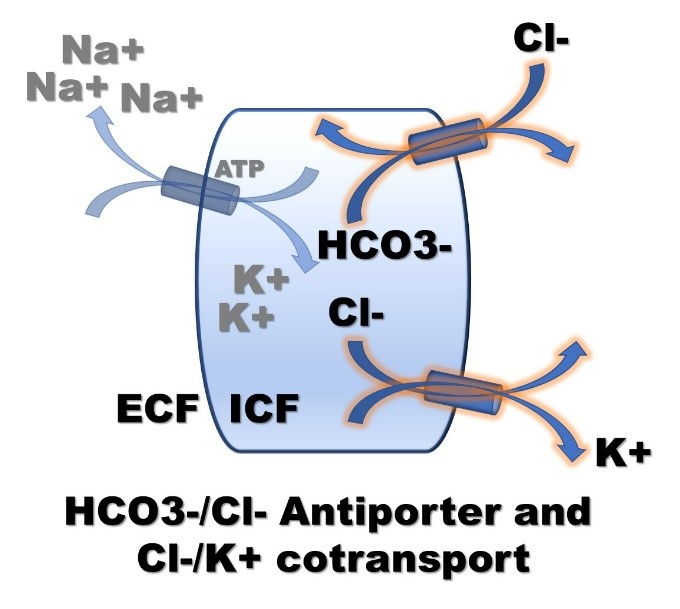 Cl-
Na+
Na+ Na+
ATP
HCO3-
K+
K+
Cl-
ECF ICF
K+
HCO3-/Cl- Antiporter and
Cl-/K+ cotransport